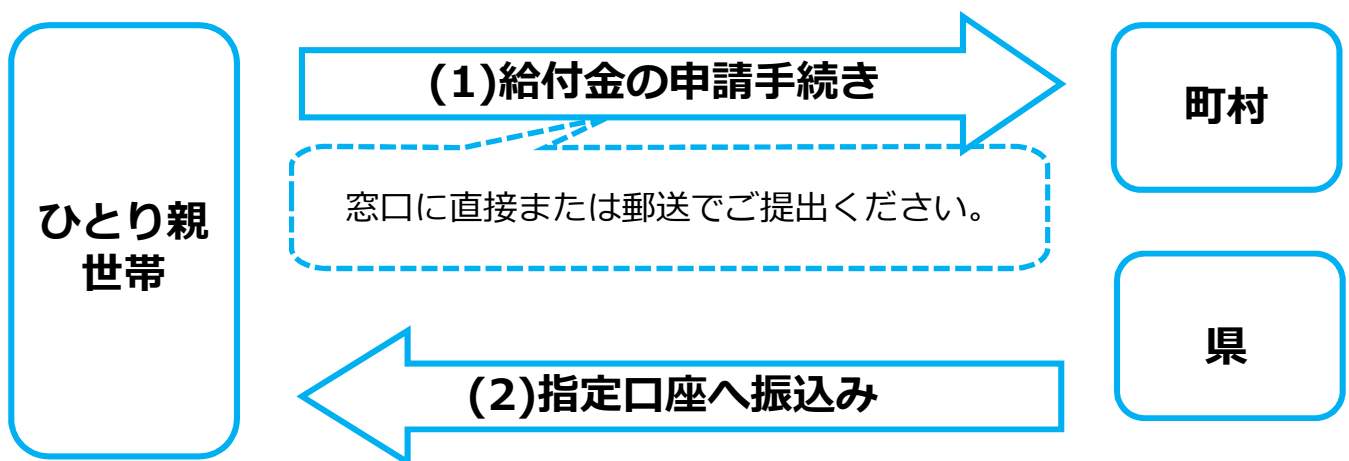 ひとり親
世帯
(1)給付金の申請手続き
窓口に直接または郵送でご提出ください。
町村
県
(2)指定口座へ振込み